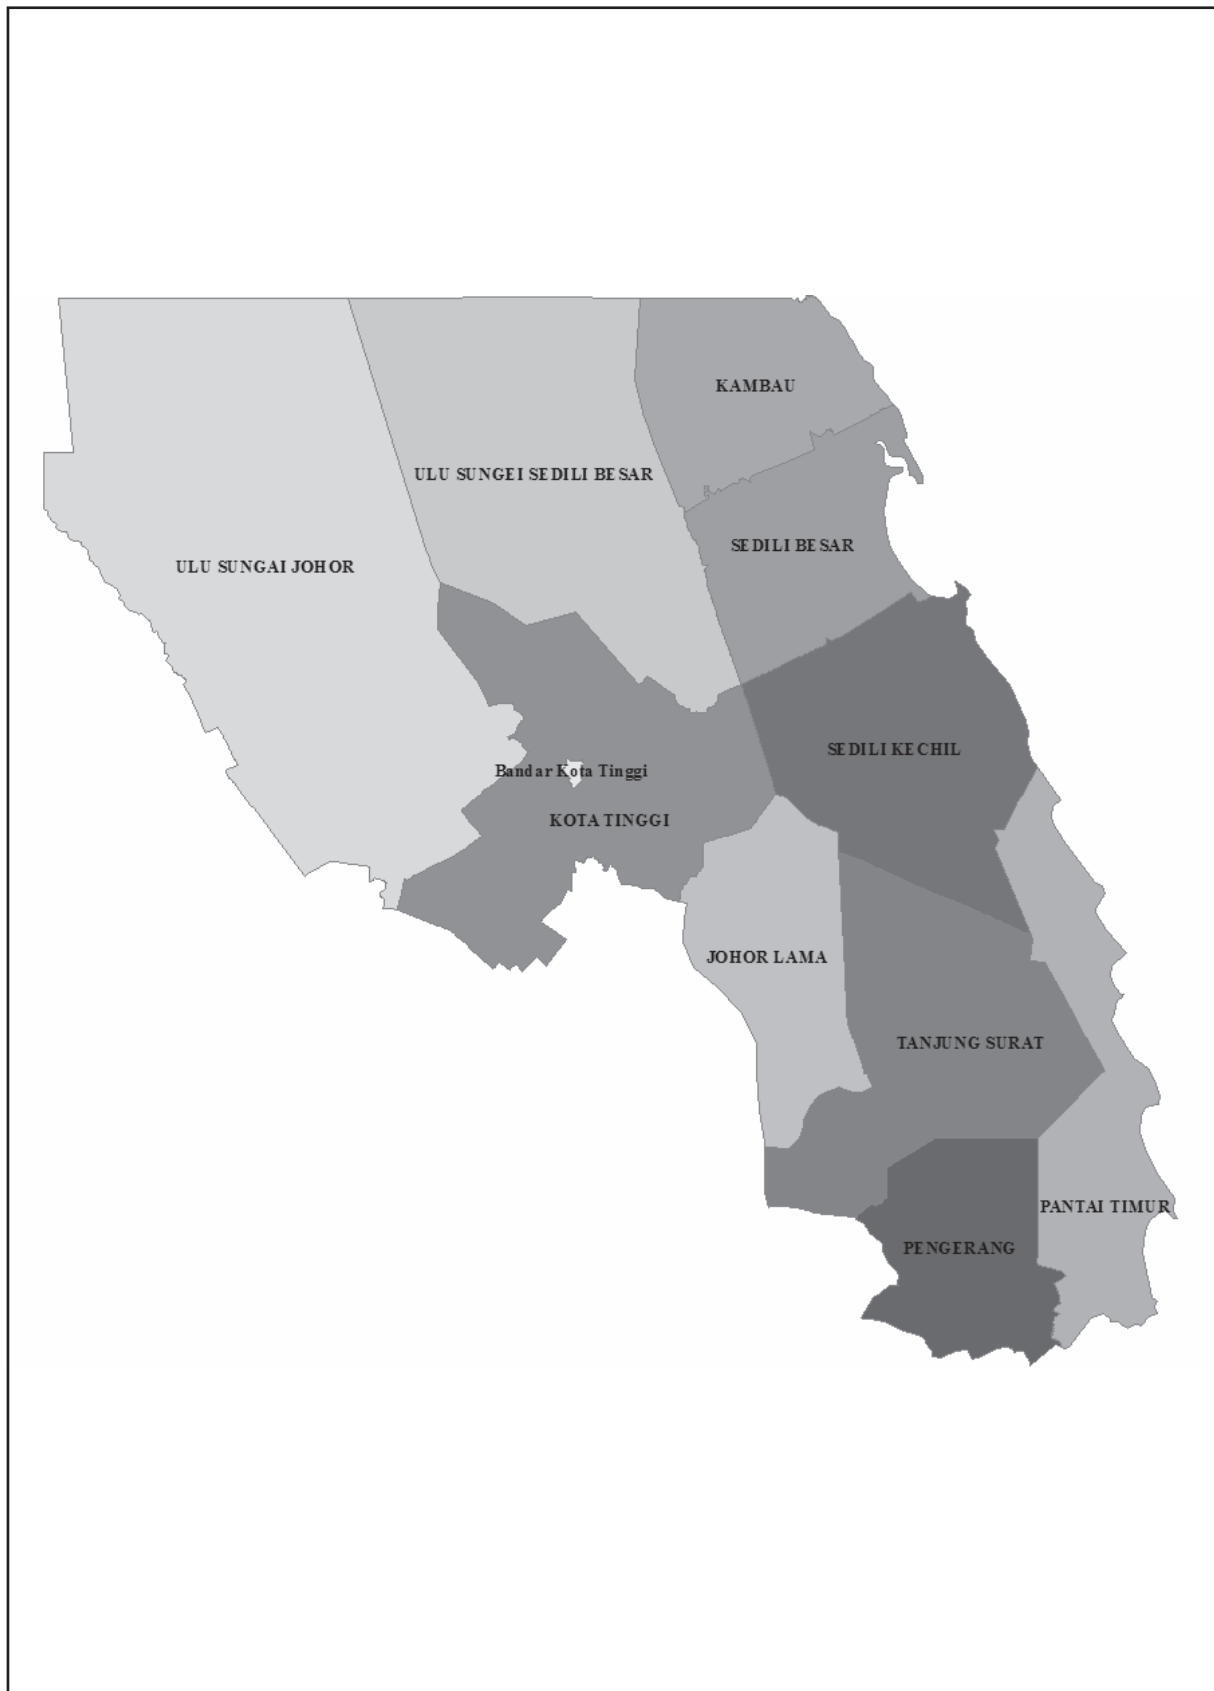 KAMBAU
ULU SUNGEI SEDILI BESAR
SEDILI BESAR
ULU SUNGAI JOHOR
SEDILI KECHIL
Bandar Kota Tinggi
KOTA TINGGI
JOHOR LAMA
TANJUNG SURAT
PANTAI TIMUR
PENGERANG